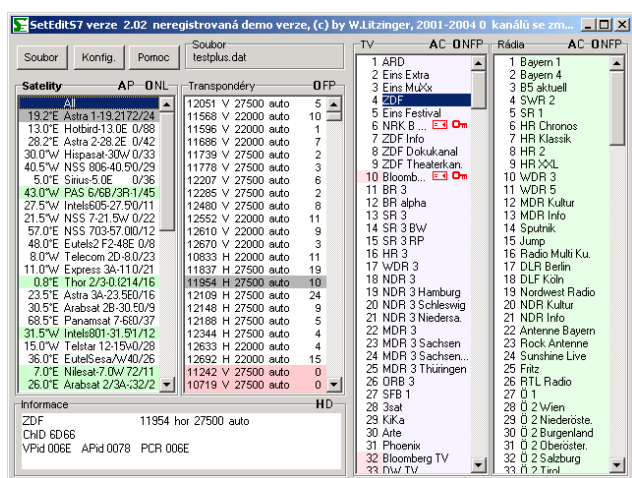 SetEditS7 verze 2.02 neregistrovaná demo verze, (c) by W.Litzinger, 2001-2004 0 kanálů se zm...
Soubor Konfig. Pomoc
Soubor
testplus.dat
Satelity AP ONL
All
19.2°E Astra 1-19.2172/24
13.0°E Hotbird-13.0E 0/88
28.2°E Astra 2-28.2E 0/42
30.0°W Hispasat-30W 0/33
40.5°W NSS 806-40.50/29
5.0°E Sirius-5.0E 0/36
43.0°W PAS 6/6B/3R-1/45
27.5°W Intels605-27.50/11
21.5°W NSS 7-21.5W 0/22
57.0°E NSS 703-57.0I0/12
48.0°E Eutels2 F2-48E 0/8
8.0°W Telecom 2D-8.0/23
11.0°W Express 3A-110/21
0.8°E Thor 2/3-0.(214/16
23.5°E Astra 3A-23.5E0/16
30.5°E Arabsat 2B-30.50/9
68.5°E Panamsat 7-680/37
31.5°W Intels801-31.51/12
15.0°W Telstar 12-15W0/28
36.0°E EutelSesa/W40/26
7.0°E Nilesat-7.0W 72/11
26.0°E Arabsat 2/3A-:32/2
Transpondéry OFP
12051 V 27500 auto 5
11568 V 22000 auto 10
11596 V 22000 auto 1
11686 V 22000 auto 7
11739 V 27500 auto 2
11778 V 27500 auto 3
12207 V 27500 auto 6
12285 V 27500 auto 2
12480 V 27500 auto 8
12552 V 22000 auto 11
12610 V 22000 auto 9
12670 V 22000 auto 3
10833 H 22000 auto 11
11837 H 27500 auto 19
11954 H 27500 auto 10
12109 H 27500 auto 24
12148 H 27500 auto 9
12188 H 27500 auto 5
12344 H 27500 auto 4
12633 H 22000 auto 4
12692 H 22000 auto 15
11242 V 27500 auto 0
10719 V 27500 auto 0
Informace HD
ZDF 11954 hor 27500 auto
ChID 6D66
VPid 006E APid 0078 PCR 006E
TV AC ONFP
1 ARD
2 Eins Extra
3 Eins MuXx
4 ZDF
5 Eins Festival
6 NRK B ...
7 ZDF Info
8 ZDF Dokukanal
9 ZDF Theaterkan.
10 Bloomb...
11 BR 3
12 BR alpha
13 SR 3
14 SR 3 BW
15 SR 3 RP
16 HR 3
17 WDR 3
18 NDR 3
19 NDR 3 Hamburg
20 NDR 3 Schleswig
21 NDR 3 Niedersa.
22 MDR 3
23 MDR 3 Sachsen
24 MDR 3 Sachsen...
25 MDR 3 Thüringen
26 ORB 3
27 SFB 1
28 3sat
29 KiKa
30 Arte
31 Phoenix
32 Bloomberg TV
33 DW TV
Rádia AC ONFP
1 Bayern 1
2 Bayern 4
3 B5 aktuell
4 SWR 2
5 SR 1
6 HR Chronos
7 HR Klassik
8 HR 2
9 HR XXL
10 WDR 3
11 WDR 5
12 MDR Kultur
13 MDR Info
14 Sputnik
15 Jump
16 Radio Multi Ku.
17 DLR Berlin
18 DLF Köln
19 Nordwest Radio
20 NDR Kultur
21 NDR Info
22 Antenne Bayern
23 Rock Antenne
24 Sunshine Live
25 Fritz
26 RTL Radio
27 Ö 1
28 Ö 2 Wien
29 Ö 2 Niederöste.
30 Ö 2 Burgenland
31 Ö 2 Oberöster.
32 Ö 2 Salzburg
33 Ö 2 Tirol